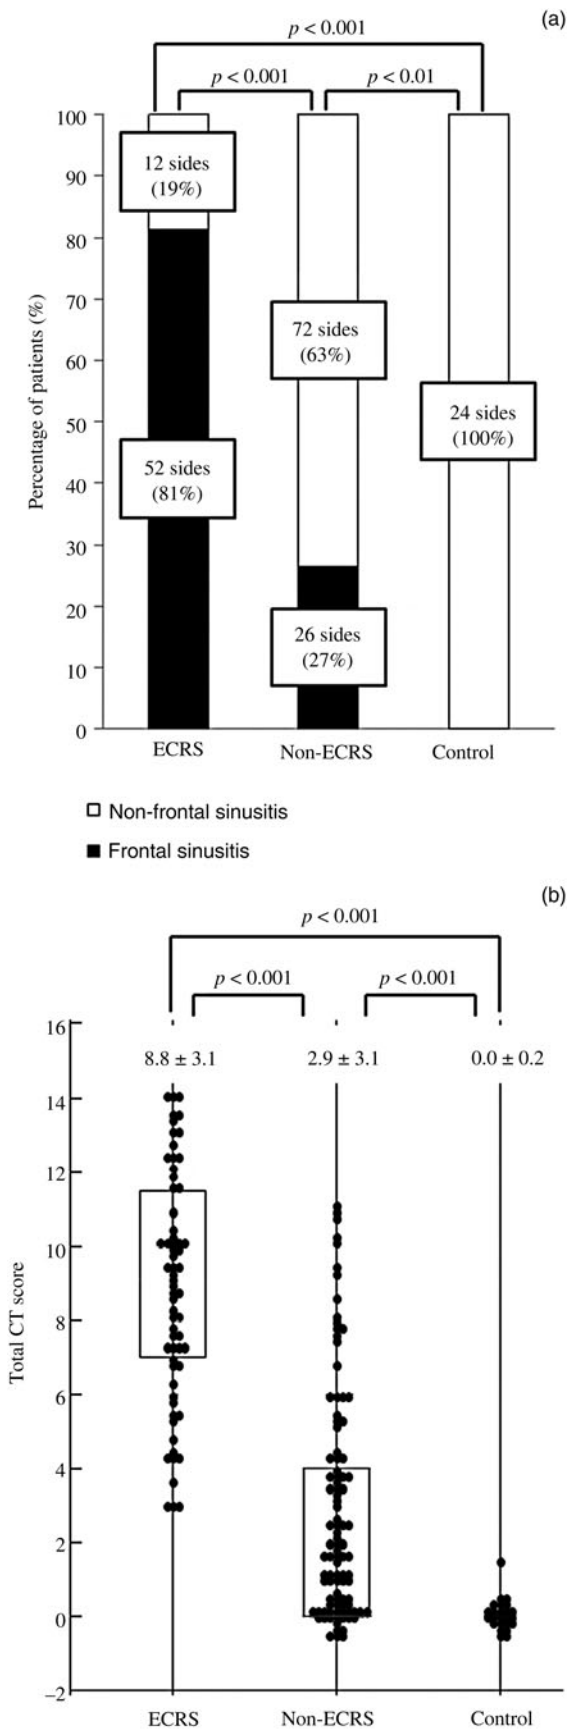 (a)
p < 0.001
p < 0.001 p < 0.01
Percentage of patients (%)
100
90
80
70
60
50
40
30
20
10
0
12 sides
(19%)
52 sides
(81%)
72 sides
(63%)
26 sides
(27%)
24 sides
(100%)
ECRS Non-ECRS Control
Non-frontal sinusitis
Frontal sinusitis
(b)
p < 0.001
p < 0.001 p < 0.001
Total CT score
16
14
12
10
8
6
4
2
0
−2
8.8 ± 3.1 2.9 ± 3.1 0.0 ± 0.2
ECRS Non-ECRS Control